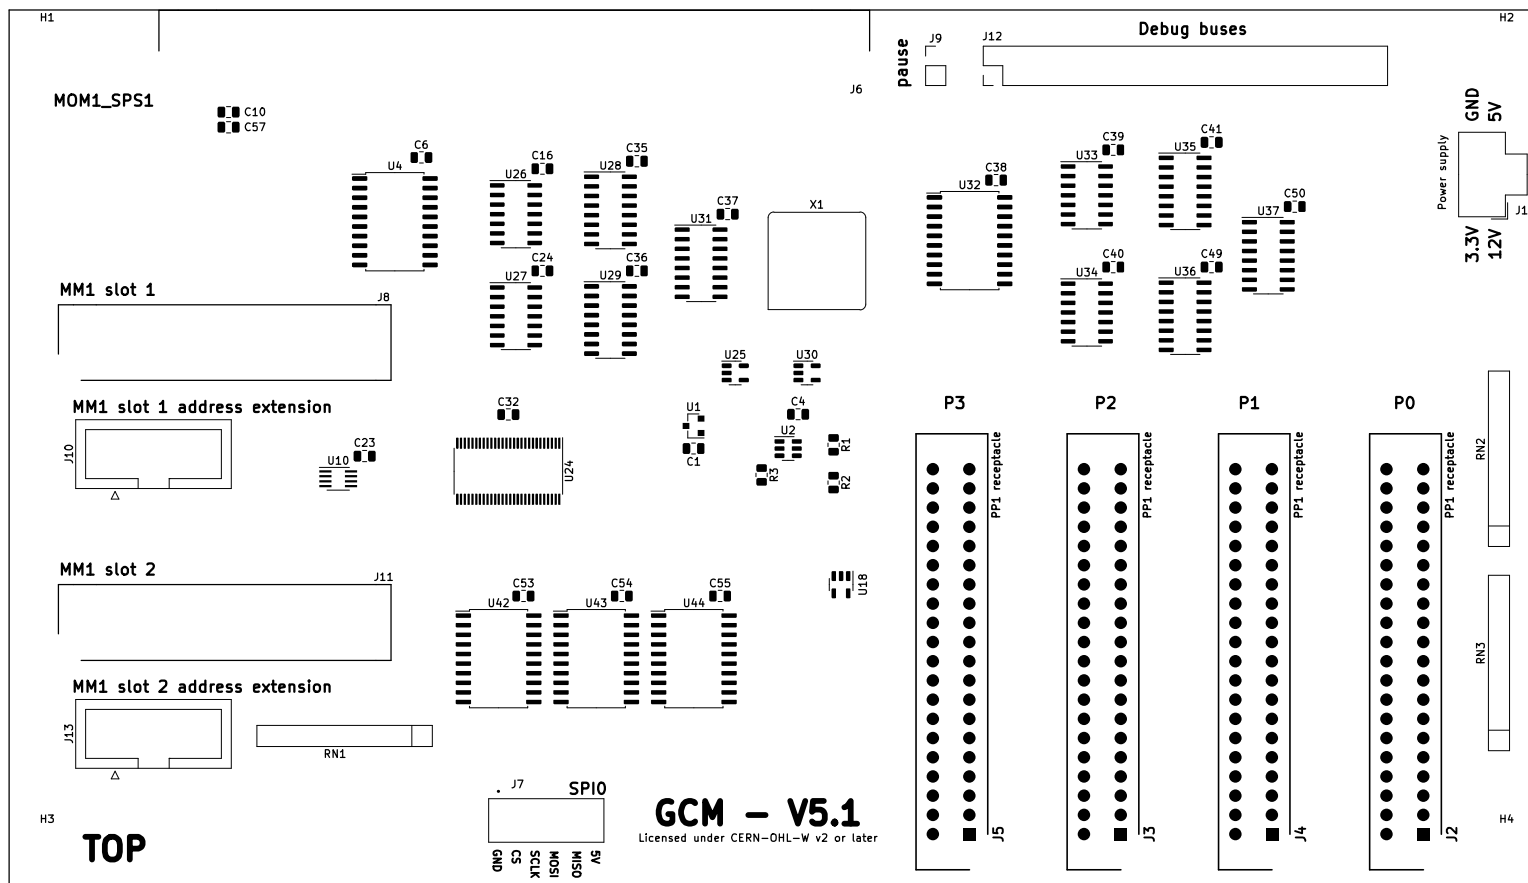 H1
H2
Debug buses
J9
J12
pause
J6
MOM1_SPS1
C10
C57
GND
5V
Power supply
J1
3.3V
12V
C6
U4
C16
U26
C35
U28
C37
U31
X1
C24
U27
C36
U29
C38
U32
C39
U33
C41
U35
C50
U37
C40
U34
C49
U36
MM1 slot 1
J8
U25
U30
MM1 slot 1 address extension
J10
U10
C23
C32
U24
U1
C1
C4
U2
R1
R3
R2
P3
P2
P1
P0
PP1 receptacle
PP1 receptacle
PP1 receptacle
PP1 receptacle
RN2
RN3
MM1 slot 2
J11
U18
C53
U42
C54
U43
C55
U44
MM1 slot 2 address extension
J13
RN1
J7
SPI0
GND
CS
SCLK
MOSI
MISO
5V
GCM - V5.1
Licensed under CERN-OHL-W v2 or later
J5
J3
J4
J2
H3
TOP
H4